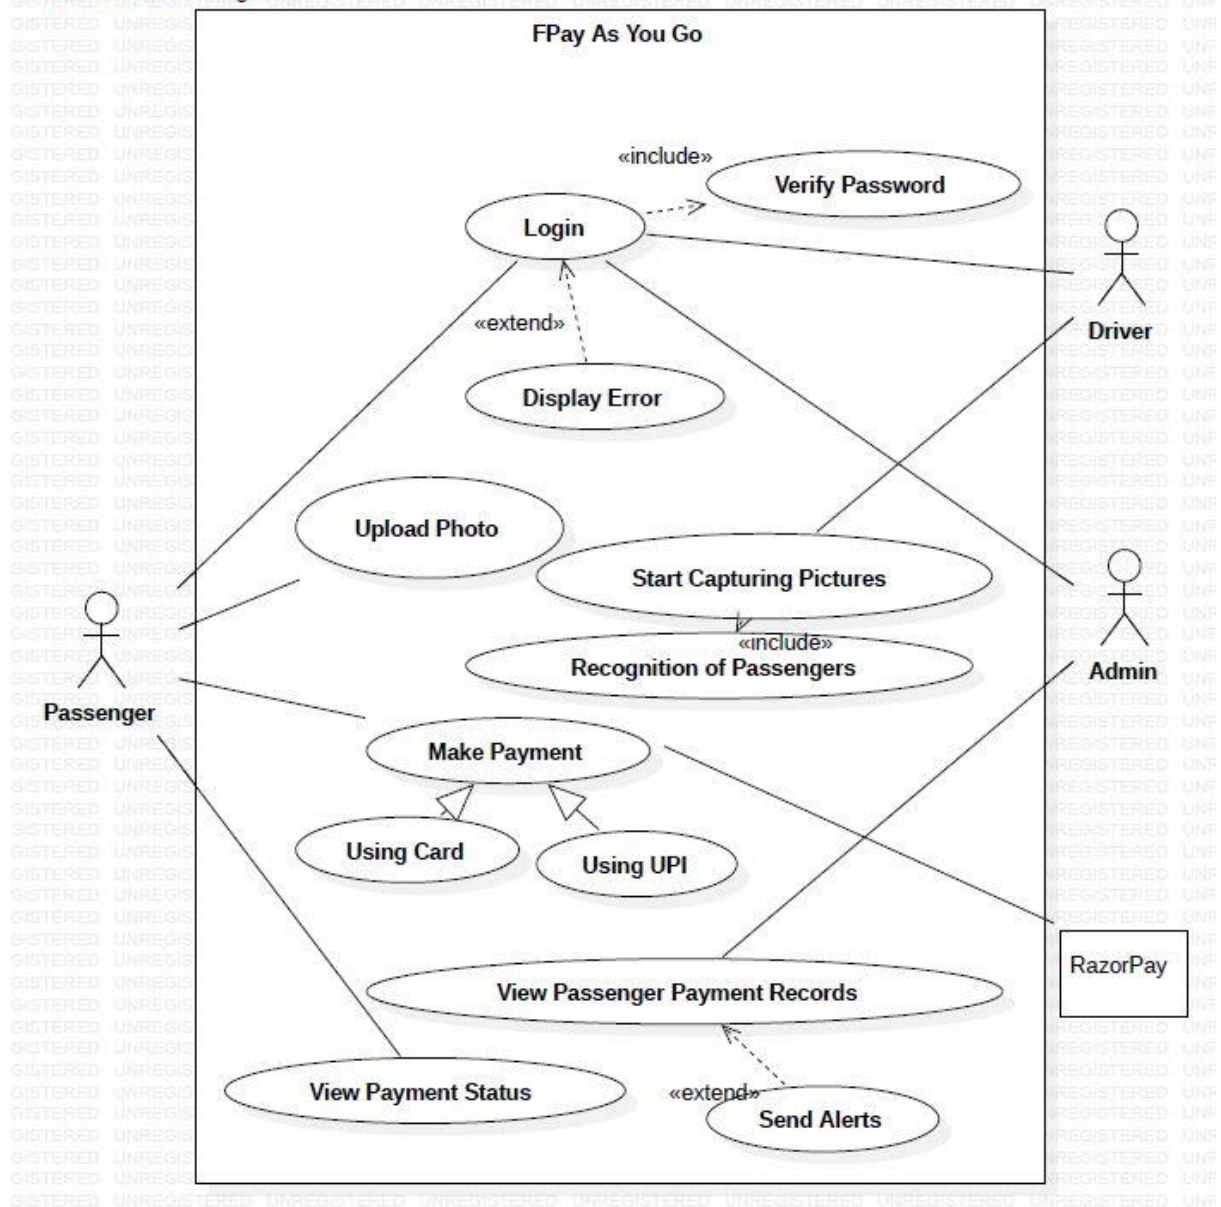 FPay As You Go
«include»
Verify Password
Login
«extend»
Driver
Display Error
Upload Photo
Start Capturing Pictures
«include»
Recognition of Passengers
Admin
Passenger
Make Payment
Using Card
Using UPI
RazorPay
View Passenger Payment Records
View Payment Status
«extend»
Send Alerts
UNREGISTERED